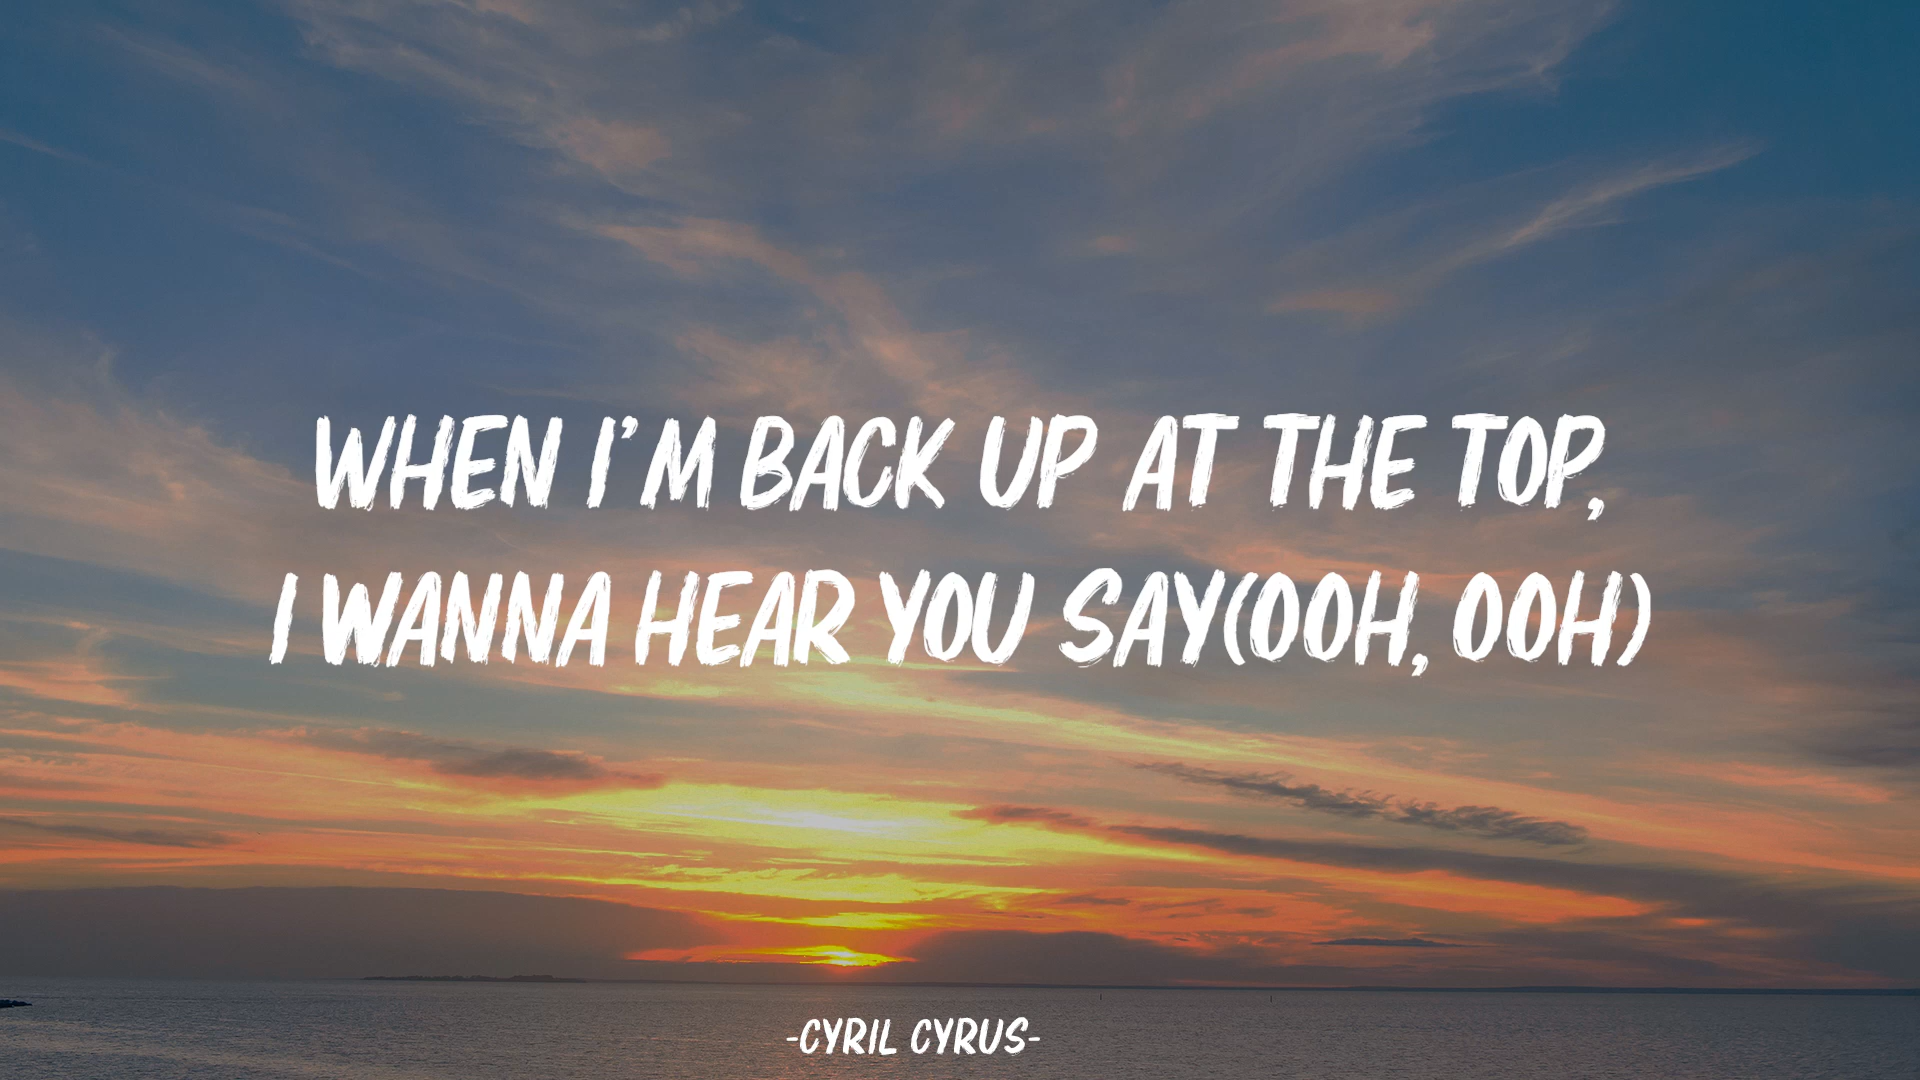 WHEN I'M BACK UP AT THE TOP,
I WANNA HEAR YOU SAY(OOH, OOH)
-CYRIL CYRUS-